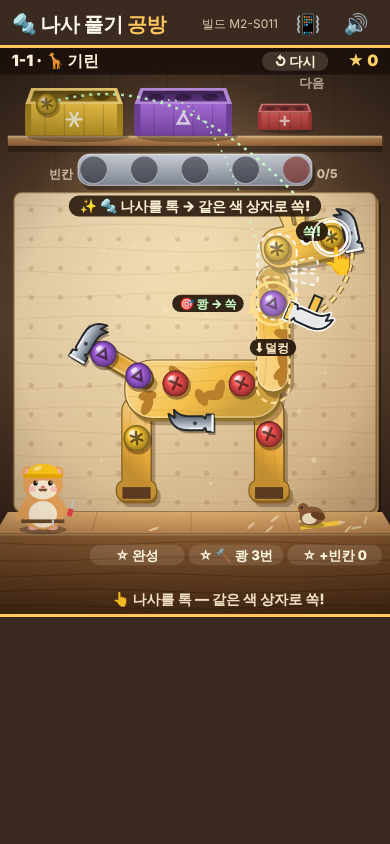 나사 풀기 공방
빌드 M2-S011
1-1 · 기린
다시
★ 0
다음
빈칸
0/5
나사를 톡 → 같은 색 상자로 쏙!
쏙!
쾅 → 쏙
↓덜컹
☆ 완성
☆ 쾅 3번
☆ +빈칸 0
나사를 톡 — 같은 색 상자로 쏙!